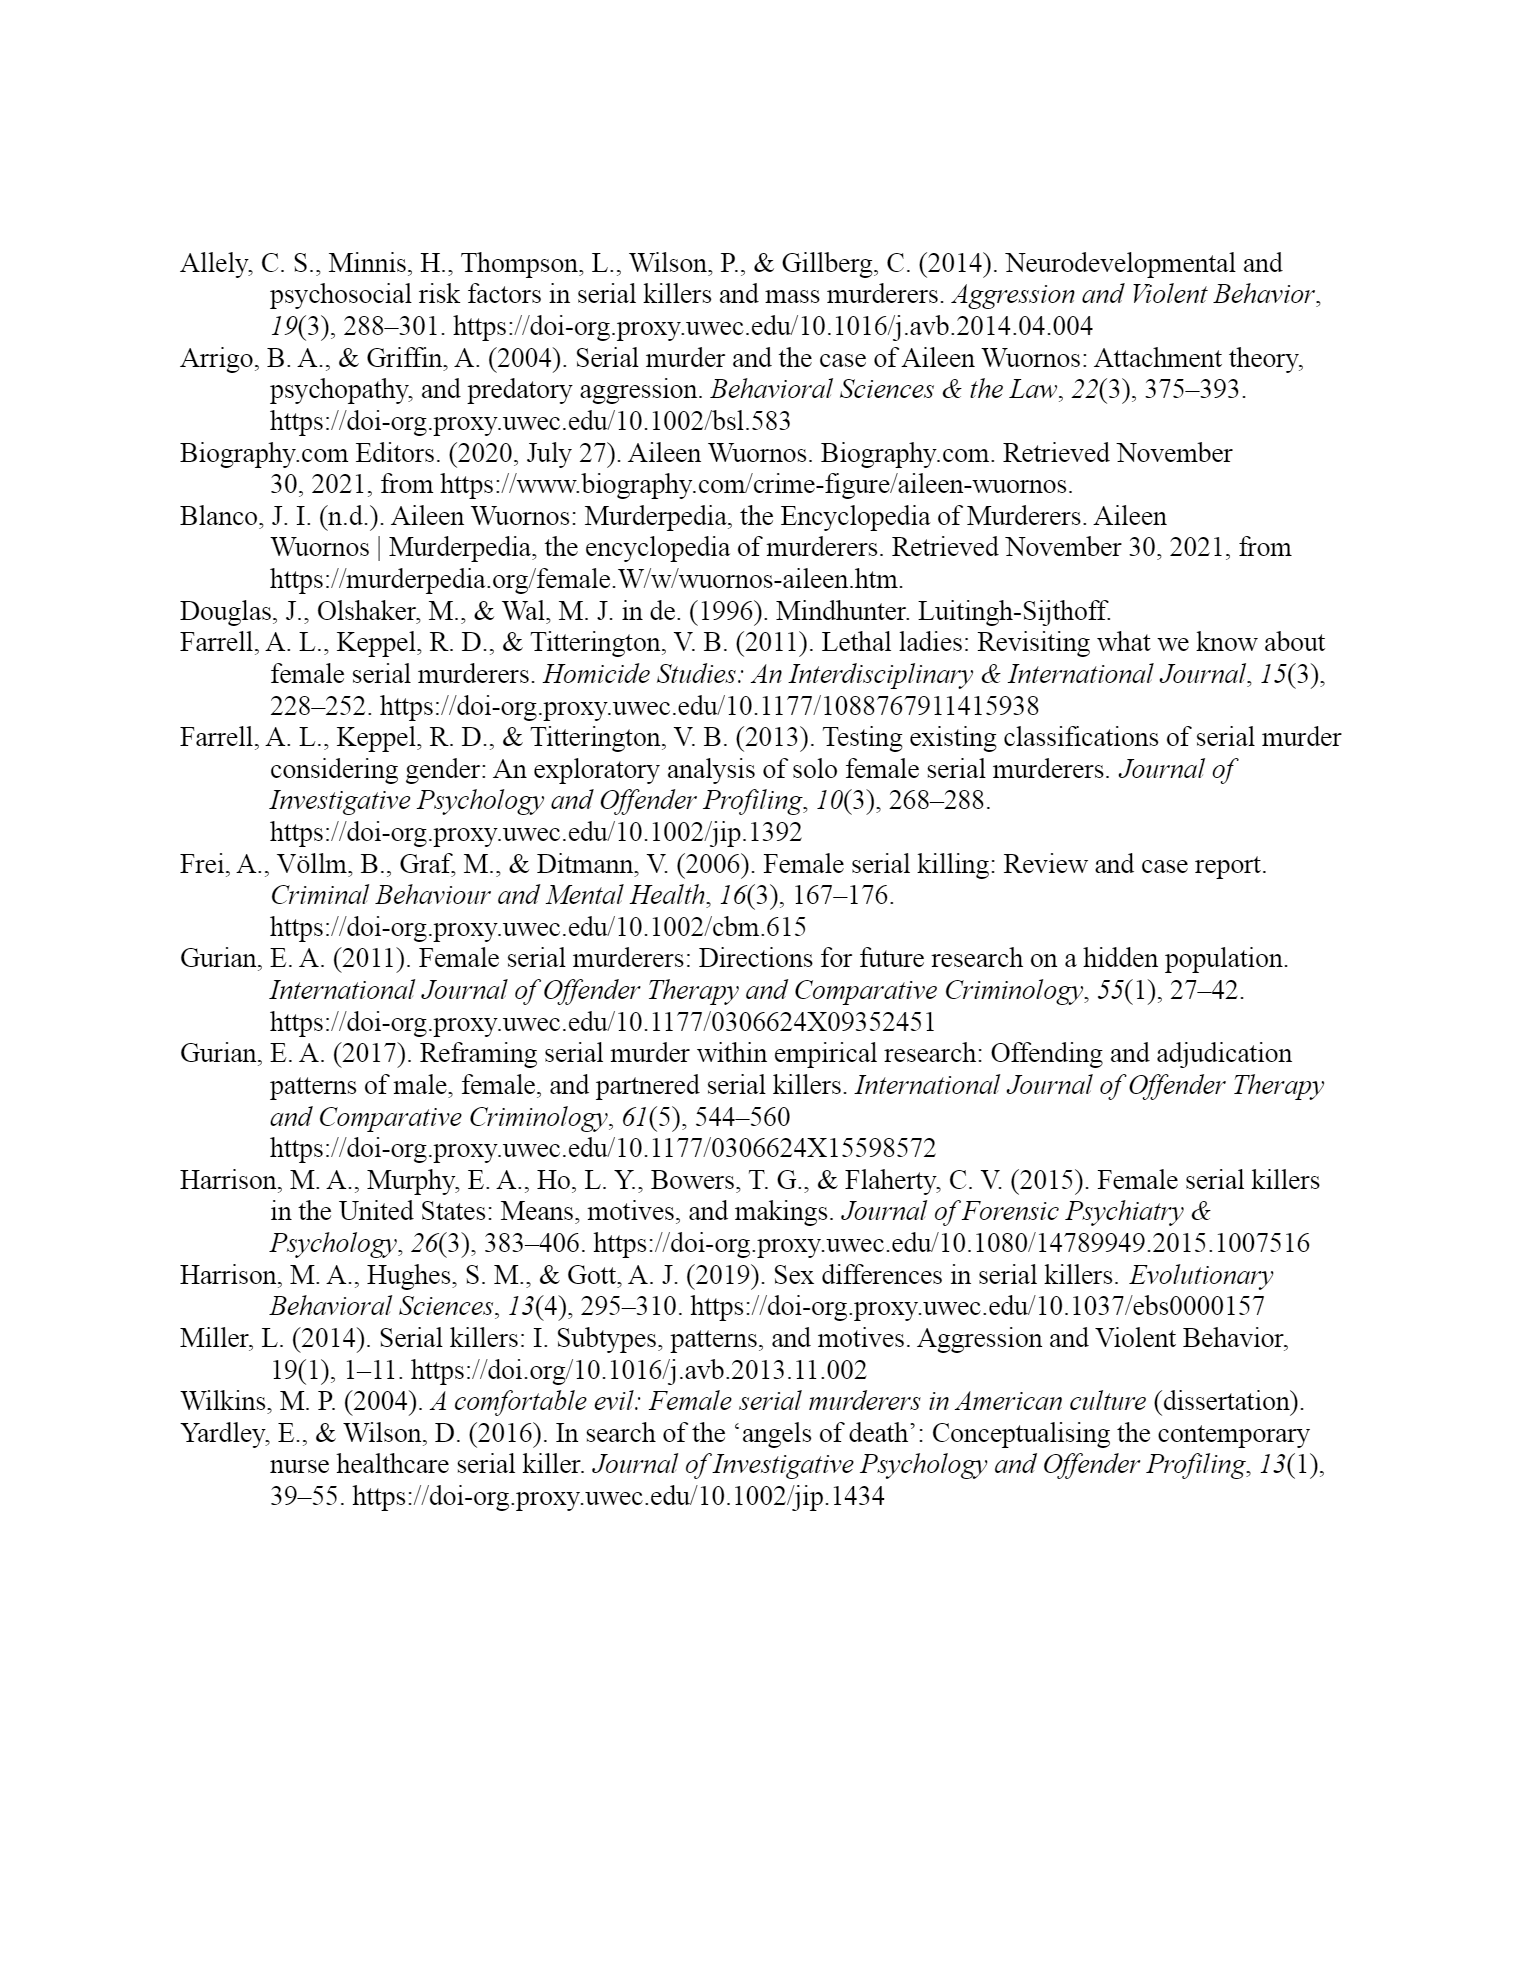 Allely, C. S., Minnis, H., Thompson, L., Wilson, P., & Gillberg, C. (2014). Neurodevelopmental and
psychosocial risk factors in serial killers and mass murderers. Aggression and Violent Behavior,
19(3), 288–301. https://doi-org.proxy.uwec.edu/10.1016/j.avb.2014.04.004
Arrigo, B. A., & Griffin, A. (2004). Serial murder and the case of Aileen Wuornos: Attachment theory,
psychopathy, and predatory aggression. Behavioral Sciences & the Law, 22(3), 375–393.
https://doi-org.proxy.uwec.edu/10.1002/bsl.583
Biography.com Editors. (2020, July 27). Aileen Wuornos. Biography.com. Retrieved November
30, 2021, from https://www.biography.com/crime-figure/aileen-wuornos.
Blanco, J. I. (n.d.). Aileen Wuornos: Murderpedia, the Encyclopedia of Murderers. Aileen
Wuornos | Murderpedia, the encyclopedia of murderers. Retrieved November 30, 2021, from
https://murderpedia.org/female.W/w/wuornos-aileen.htm.
Douglas, J., Olshaker, M., & Wal, M. J. in de. (1996). Mindhunter. Luitingh-Sijthoff.
Farrell, A. L., Keppel, R. D., & Titterington, V. B. (2011). Lethal ladies: Revisiting what we know about
female serial murderers. Homicide Studies: An Interdisciplinary & International Journal, 15(3),
228–252. https://doi-org.proxy.uwec.edu/10.1177/1088767911415938
Farrell, A. L., Keppel, R. D., & Titterington, V. B. (2013). Testing existing classifications of serial murder
considering gender: An exploratory analysis of solo female serial murderers. Journal of
Investigative Psychology and Offender Profiling, 10(3), 268–288.
https://doi-org.proxy.uwec.edu/10.1002/jip.1392
Frei, A., Völlm, B., Graf, M., & Ditmann, V. (2006). Female serial killing: Review and case report.
Criminal Behaviour and Mental Health, 16(3), 167–176.
https://doi-org.proxy.uwec.edu/10.1002/cbm.615
Gurian, E. A. (2011). Female serial murderers: Directions for future research on a hidden population.
International Journal of Offender Therapy and Comparative Criminology, 55(1), 27–42.
https://doi-org.proxy.uwec.edu/10.1177/0306624X09352451
Gurian, E. A. (2017). Reframing serial murder within empirical research: Offending and adjudication
patterns of male, female, and partnered serial killers. International Journal of Offender Therapy
and Comparative Criminology, 61(5), 544–560
https://doi-org.proxy.uwec.edu/10.1177/0306624X15598572
Harrison, M. A., Murphy, E. A., Ho, L. Y., Bowers, T. G., & Flaherty, C. V. (2015). Female serial killers
in the United States: Means, motives, and makings. Journal of Forensic Psychiatry &
Psychology, 26(3), 383–406. https://doi-org.proxy.uwec.edu/10.1080/14789949.2015.1007516
Harrison, M. A., Hughes, S. M., & Gott, A. J. (2019). Sex differences in serial killers. Evolutionary
Behavioral Sciences, 13(4), 295–310. https://doi-org.proxy.uwec.edu/10.1037/ebs0000157
Miller, L. (2014). Serial killers: I. Subtypes, patterns, and motives. Aggression and Violent Behavior,
19(1), 1–11. https://doi.org/10.1016/j.avb.2013.11.002
Wilkins, M. P. (2004). A comfortable evil: Female serial murderers in American culture (dissertation).
Yardley, E., & Wilson, D. (2016). In search of the ‘angels of death’: Conceptualising the contemporary
nurse healthcare serial killer. Journal of Investigative Psychology and Offender Profiling, 13(1),
39–55. https://doi-org.proxy.uwec.edu/10.1002/jip.1434